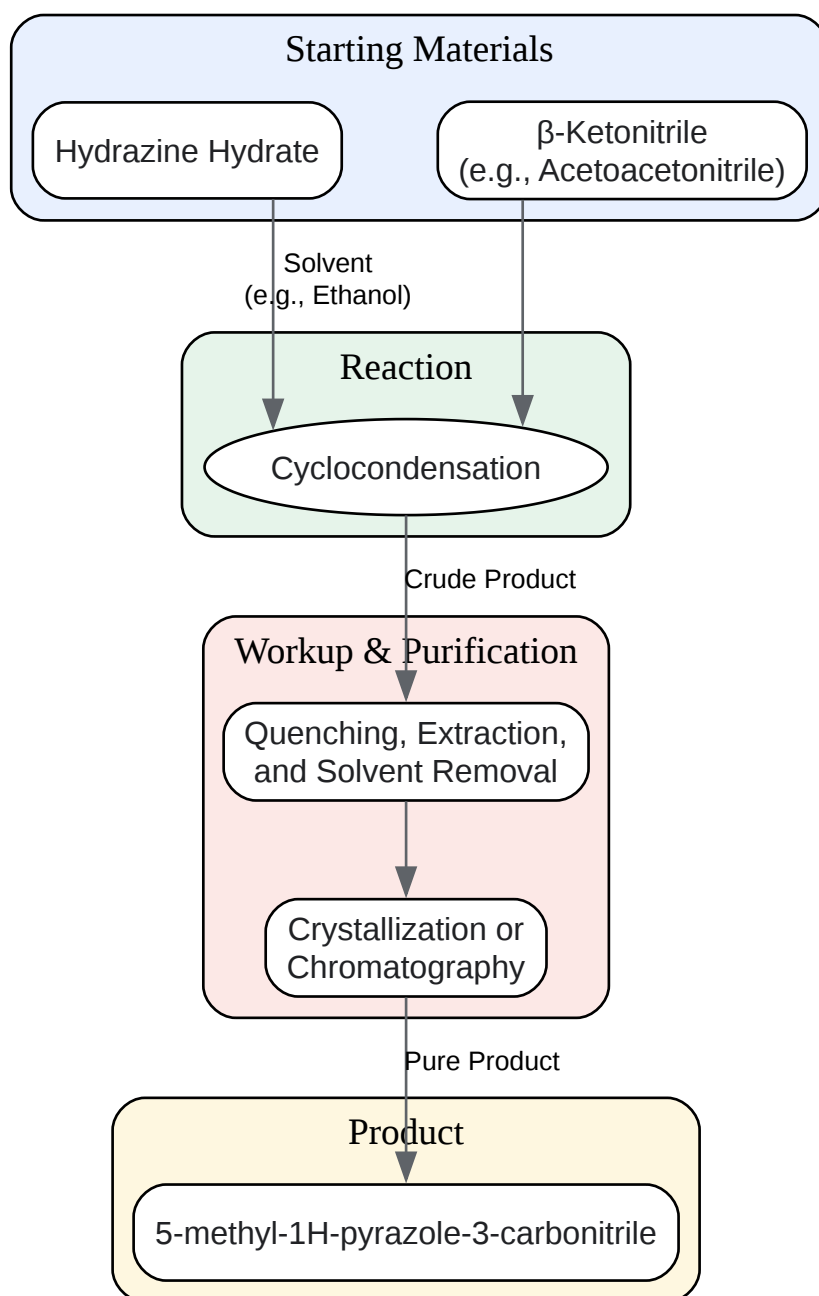 Starting Materials
Hydrazine Hydrate
β-Ketonitrile
(e.g., Acetoacetonitrile)
Solvent
(e.g., Ethanol)
Reaction
Cyclocondensation
Crude Product
Workup & Purification
Quenching, Extraction,
and Solvent Removal
Crystallization or
Chromatography
Pure Product
Product
5-methyl-1H-pyrazole-3-carbonitrile